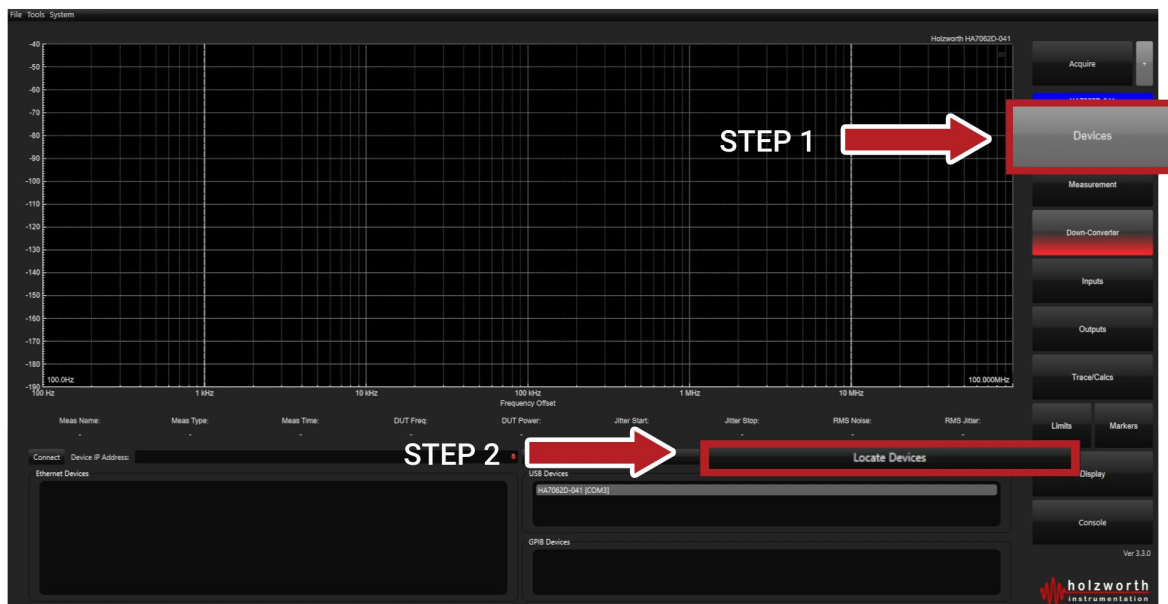 File Tools System
Holzworth HA7062D-041
-40
-50
-60
-70
-80
-90
-100
-110
-120
-130
-140
-150
-160
-170
-180
-190
100.0Hz
100.000MHz
100 Hz 1 kHz 10 kHz 100 kHz 1 MHz 10 MHz
Frequency Offset
STEP 1
Meas Name: Meas Type: Meas Time: DUT Freq: DUT Power: Jitter Start: Jitter Stop: RMS Noise: RMS Jitter:
- - - - - - - - -
STEP 2
Connect Device IP Address:
Locate Devices
Ethernet Devices
USB Devices
HA7062D-041 [COM3]
GPIB Devices
Acquire +
Devices
Measurement
Down-Converter
Inputs
Outputs
Trace/Calcs
Limits Markers
Display
Console
Ver 3.3.0
holzworth
instrumentation